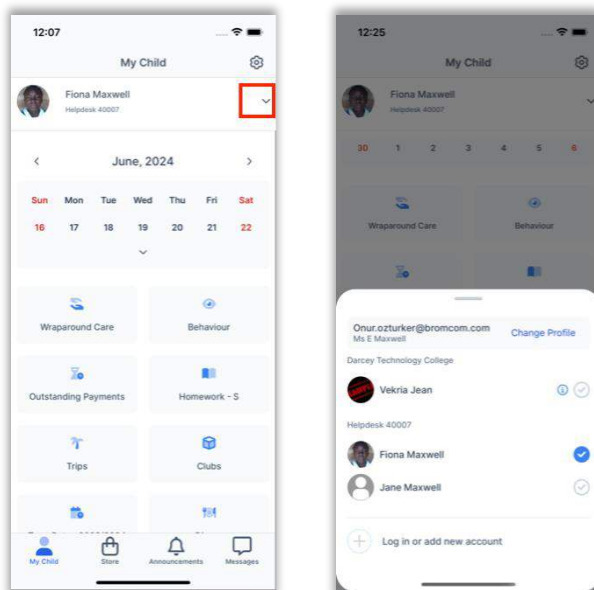 12:07
My Child
Fiona Maxwell
Helpdesk 40007
June, 2024
Sun Mon Tue Wed Thu Fri Sat
16 17 18 19 20 21 22
Wraparound Care Behaviour
Outstanding Payments Homework - S
Trips Clubs
My Child Store Announcements Messages
12:25
My Child
Fiona Maxwell
Helpdesk 40007
30 1 2 3 4 5 6
Wraparound Care Behaviour
Onur.ozturker@bromcom.com Change Profile
Ms E Maxwell
Darcey Technology College
Vekria Jean
Helpdesk 40007
Fiona Maxwell
Jane Maxwell
Log in or add new account